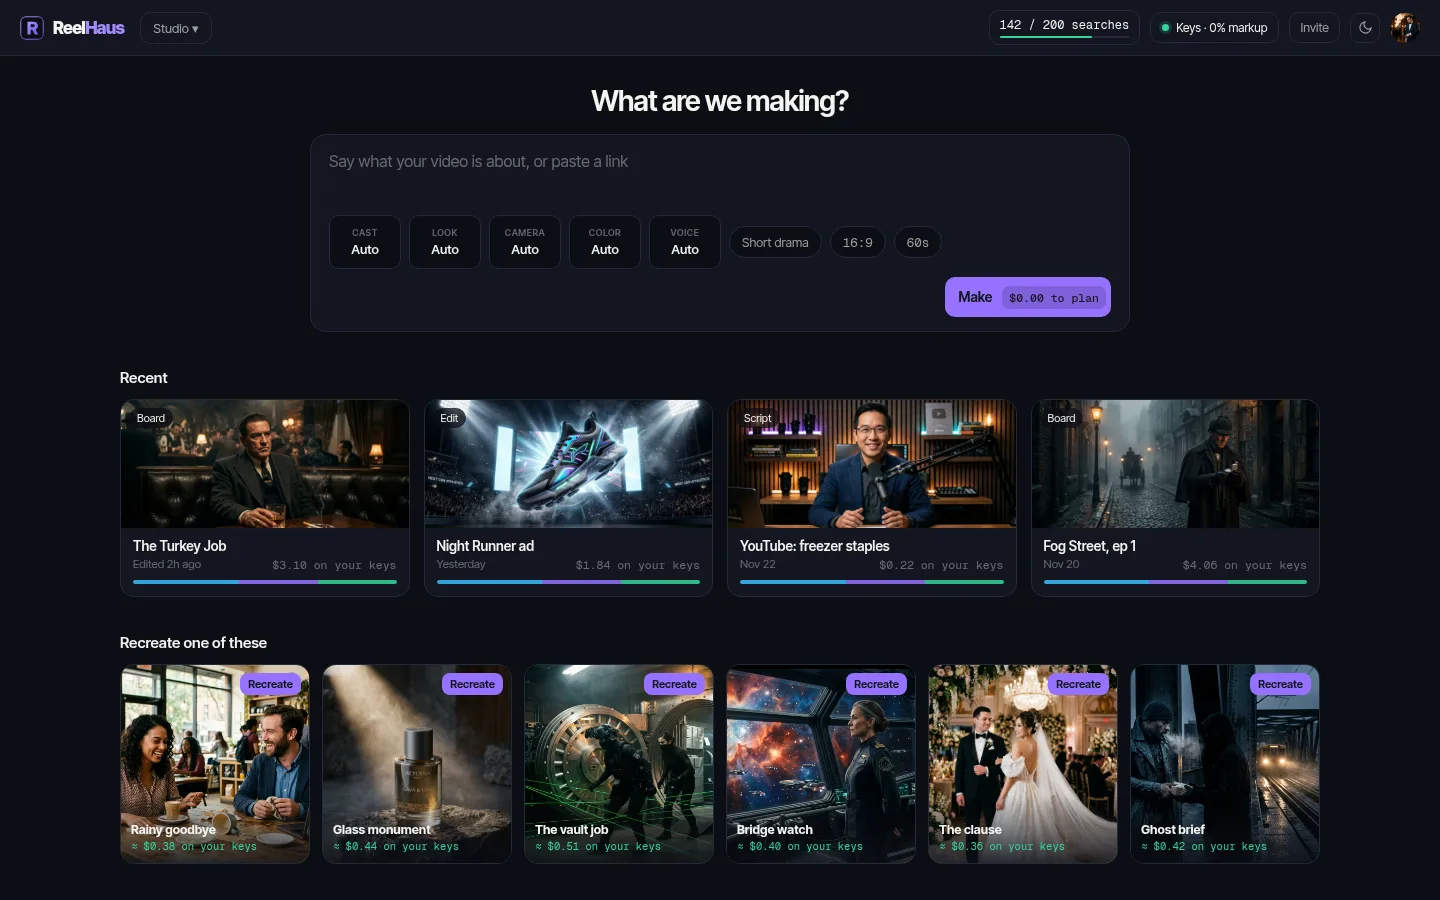 R ReelHaus
Studio ▾
142 / 200 searches
Keys · 0% markup
Invite
What are we making?
Say what your video is about, or paste a link
CAST
Auto
LOOK
Auto
CAMERA
Auto
COLOR
Auto
VOICE
Auto
Short drama
16:9
60s
Make
$0.00 to plan
Recent
Board
The Turkey Job
Edited 2h ago
$3.10 on your keys
Edit
Night Runner ad
Yesterday
$1.84 on your keys
Script
YouTube: freezer staples
Nov 22
$0.22 on your keys
Board
Fog Street, ep 1
Nov 20
$4.06 on your keys
Recreate one of these
Recreate
Rainy goodbye
≈ $0.38 on your keys
Recreate
Glass monument
≈ $0.44 on your keys
Recreate
The vault job
≈ $0.51 on your keys
Recreate
Bridge watch
≈ $0.40 on your keys
Recreate
The clause
≈ $0.36 on your keys
Recreate
Ghost brief
≈ $0.42 on your keys